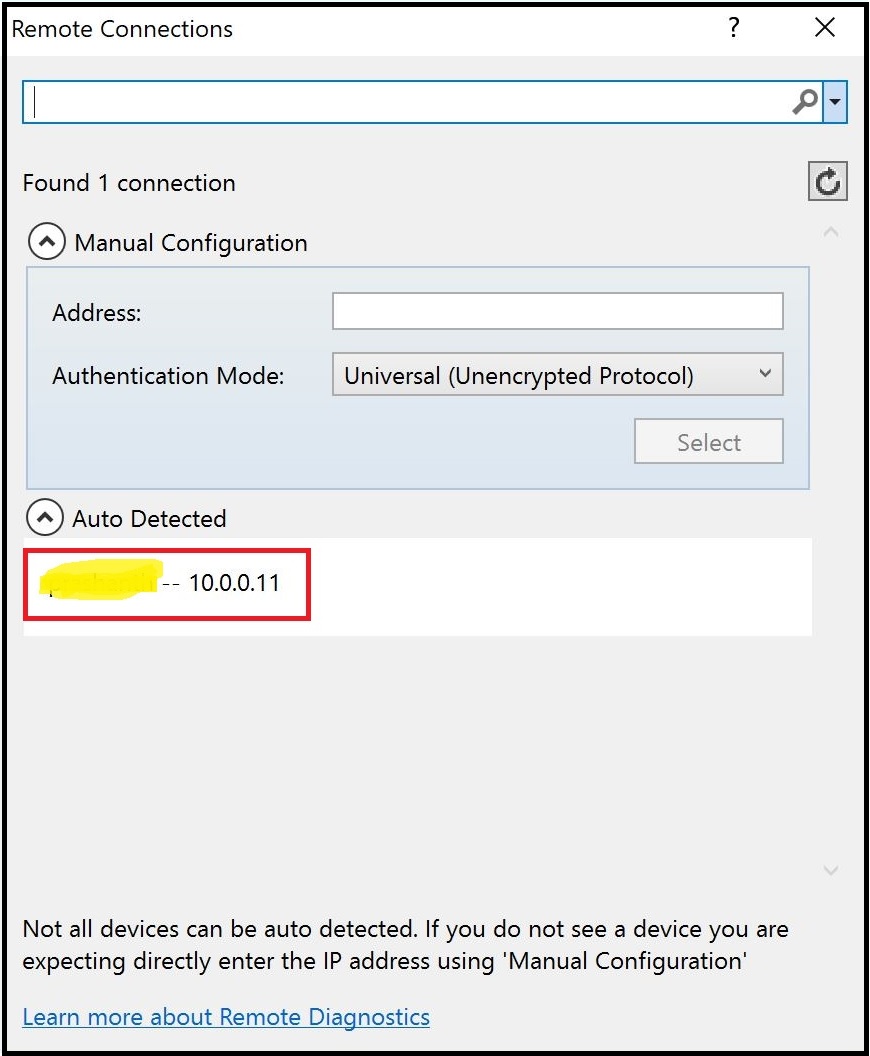 Remote Connections ?
Found 1 connection
Manual Configuration
Address:
Authentication Mode: Universal (Unencrypted Protocol)
Select
Auto Detected
-- 10.0.0.11
Not all devices can be auto detected. If you do not see a device you are
expecting directly enter the IP address using 'Manual Configuration'
Learn more about Remote Diagnostics